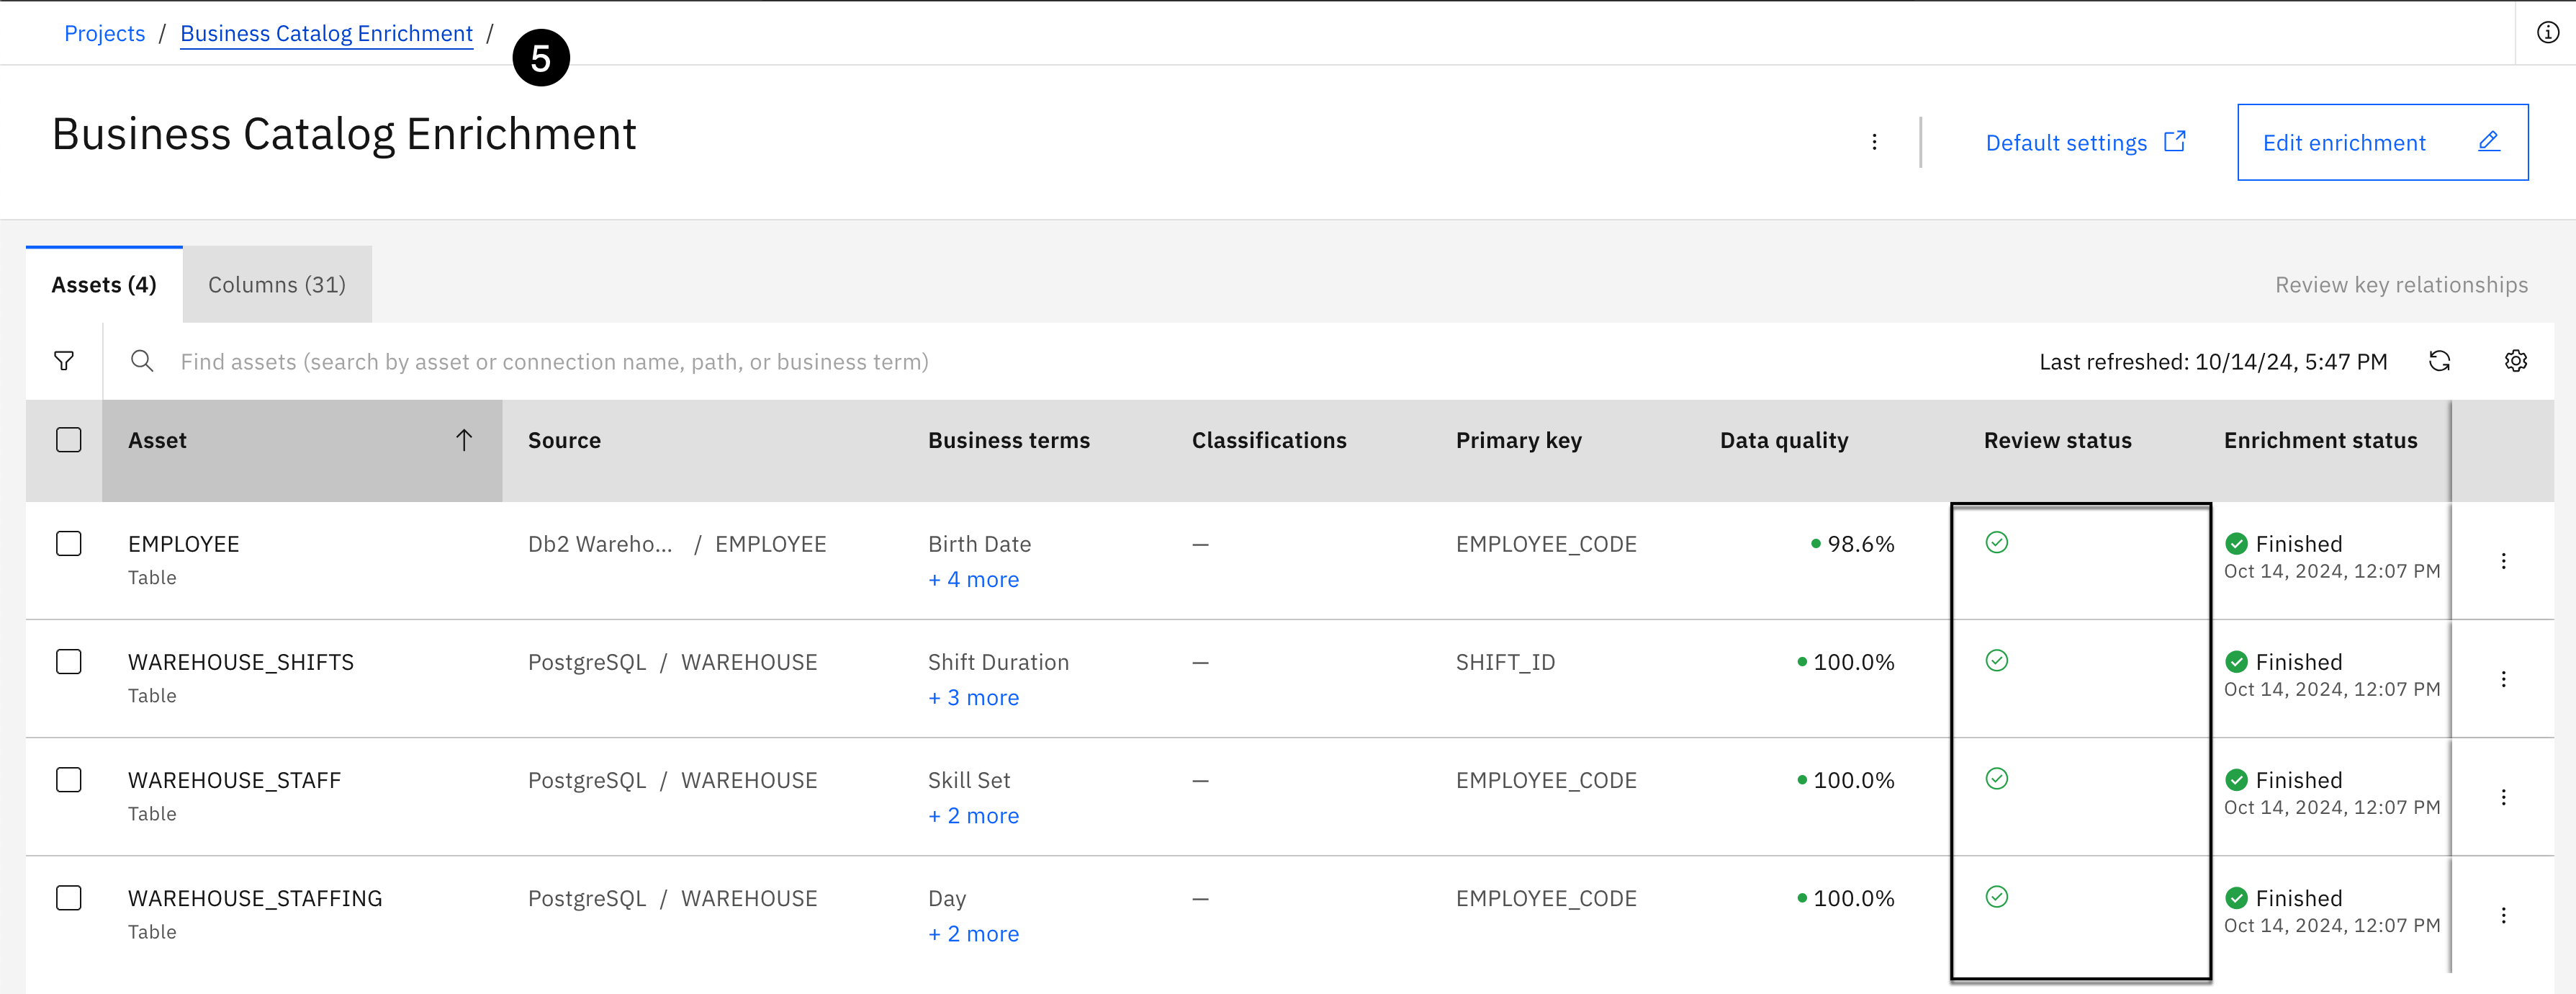 Projects / Business Catalog Enrichment /
5
Business Catalog Enrichment
Default settings
Edit enrichment
Assets (4)
Columns (31)
Review key relationships
Find assets (search by asset or connection name, path, or business term)
Last refreshed: 10/14/24, 5:47 PM
Asset Source Business terms Classifications Primary key Data quality Review status Enrichment status
EMPLOYEE Db2 Wareho... / EMPLOYEE Birth Date — EMPLOYEE_CODE 98.6% Finished
Table + 4 more Oct 14, 2024, 12:07 PM
WAREHOUSE_SHIFTS PostgreSQL / WAREHOUSE Shift Duration — SHIFT_ID 100.0% Finished
Table + 3 more Oct 14, 2024, 12:07 PM
WAREHOUSE_STAFF PostgreSQL / WAREHOUSE Skill Set — EMPLOYEE_CODE 100.0% Finished
Table + 2 more Oct 14, 2024, 12:07 PM
WAREHOUSE_STAFFING PostgreSQL / WAREHOUSE Day — EMPLOYEE_CODE 100.0% Finished
Table + 2 more Oct 14, 2024, 12:07 PM